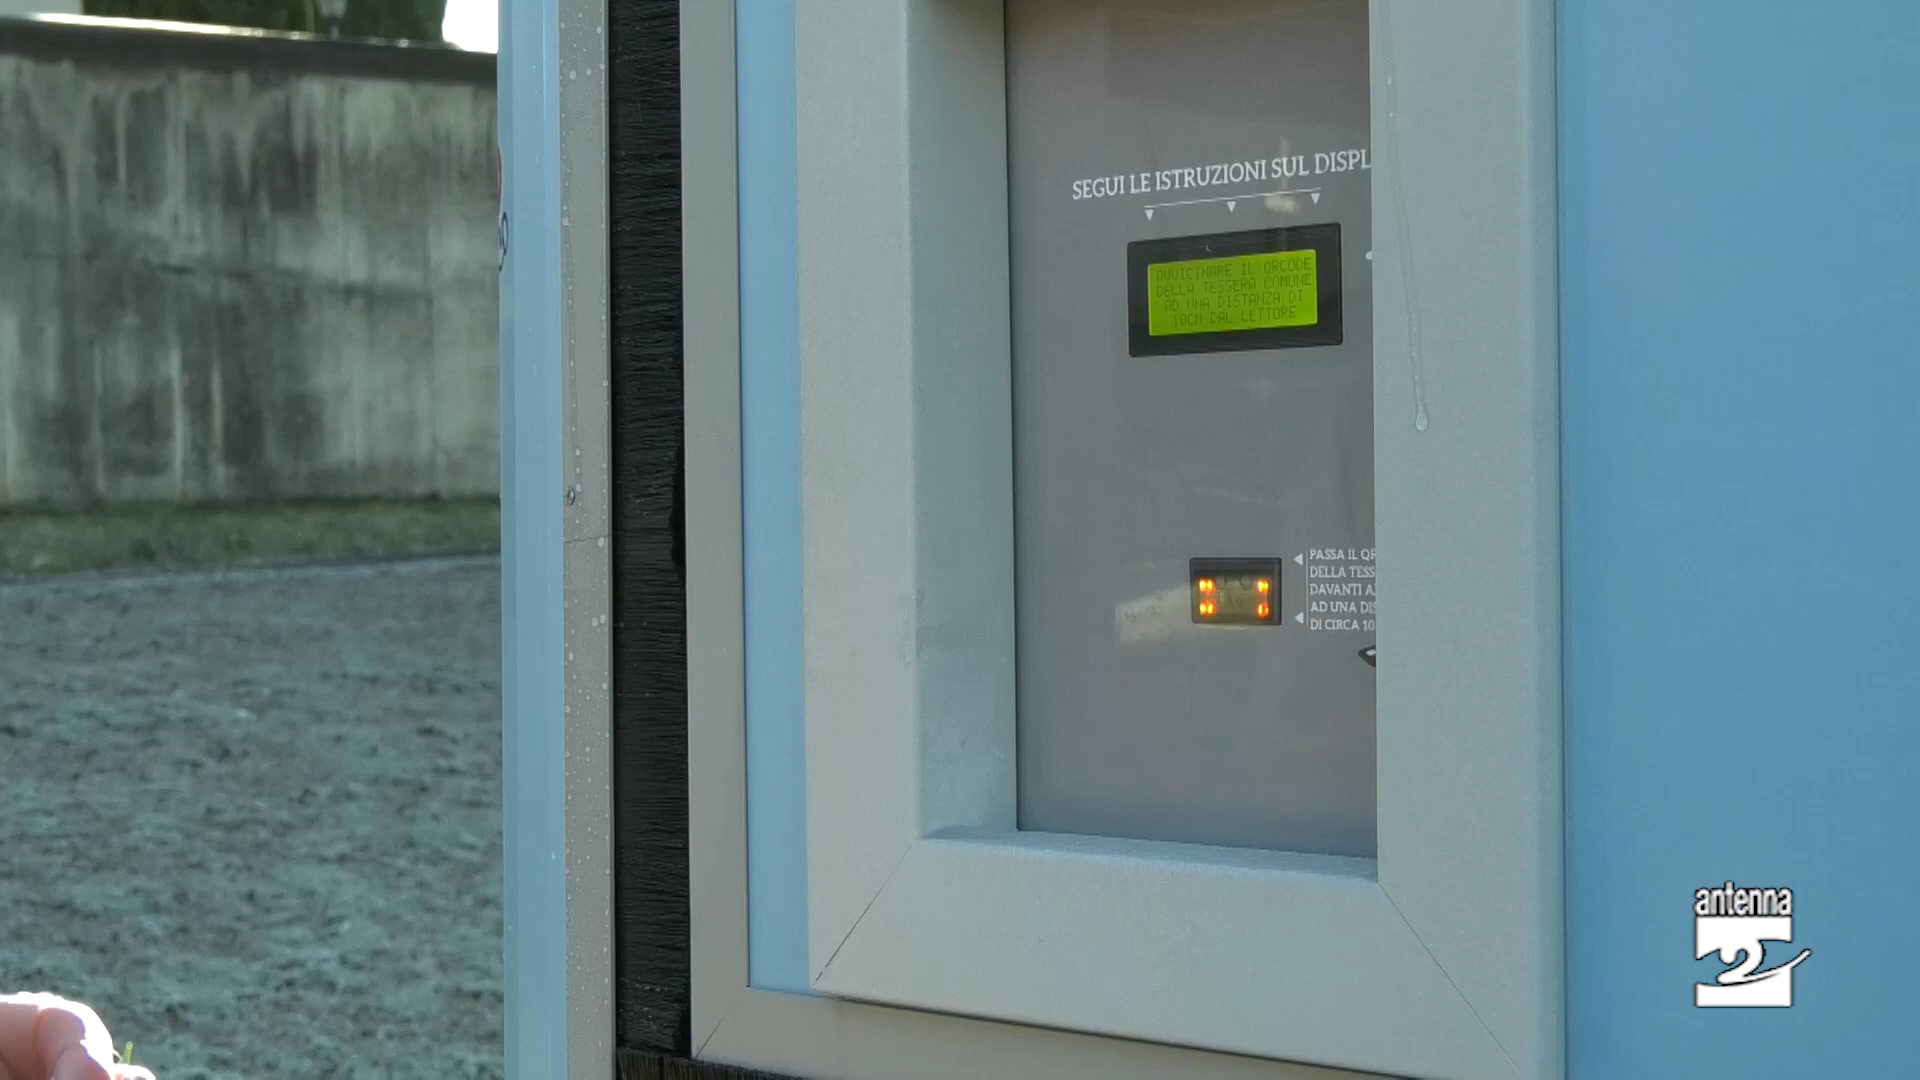 SEGUI LE ISTRUZIONI SUL DISPL
AVVICINARE IL QRCODE
DELLA TESSERA COMUNE
AD UNA DISTANZA DI
10CM DAL LETTORE
PASSA IL QR
DELLA TESS
DAVANTI A
AD UNA DIS
DI CIRCA 10
antenna
2